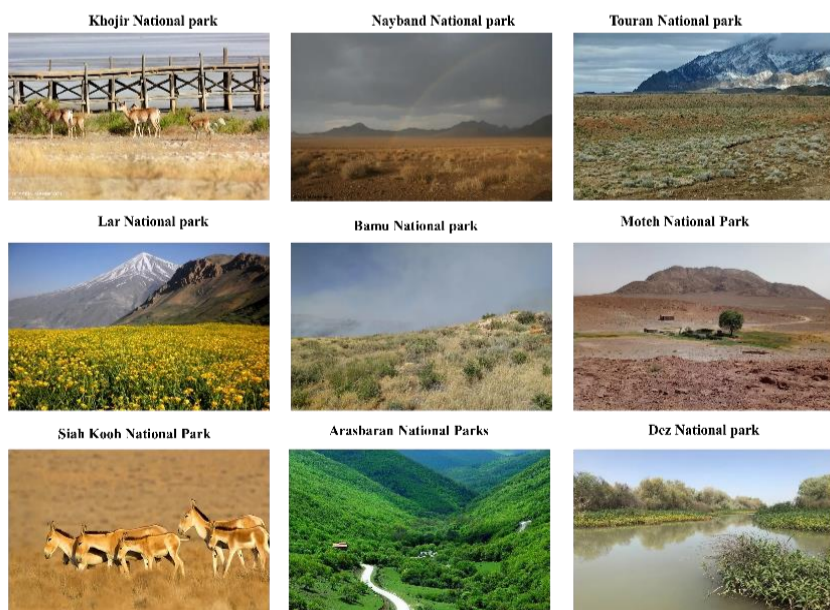 Khojir National park
Nayband National park
Touran National park
Lar National park
Bamu National park
Moteh National Park
Siah Kooh National Park
Arasbaran National Parks
Dez National park